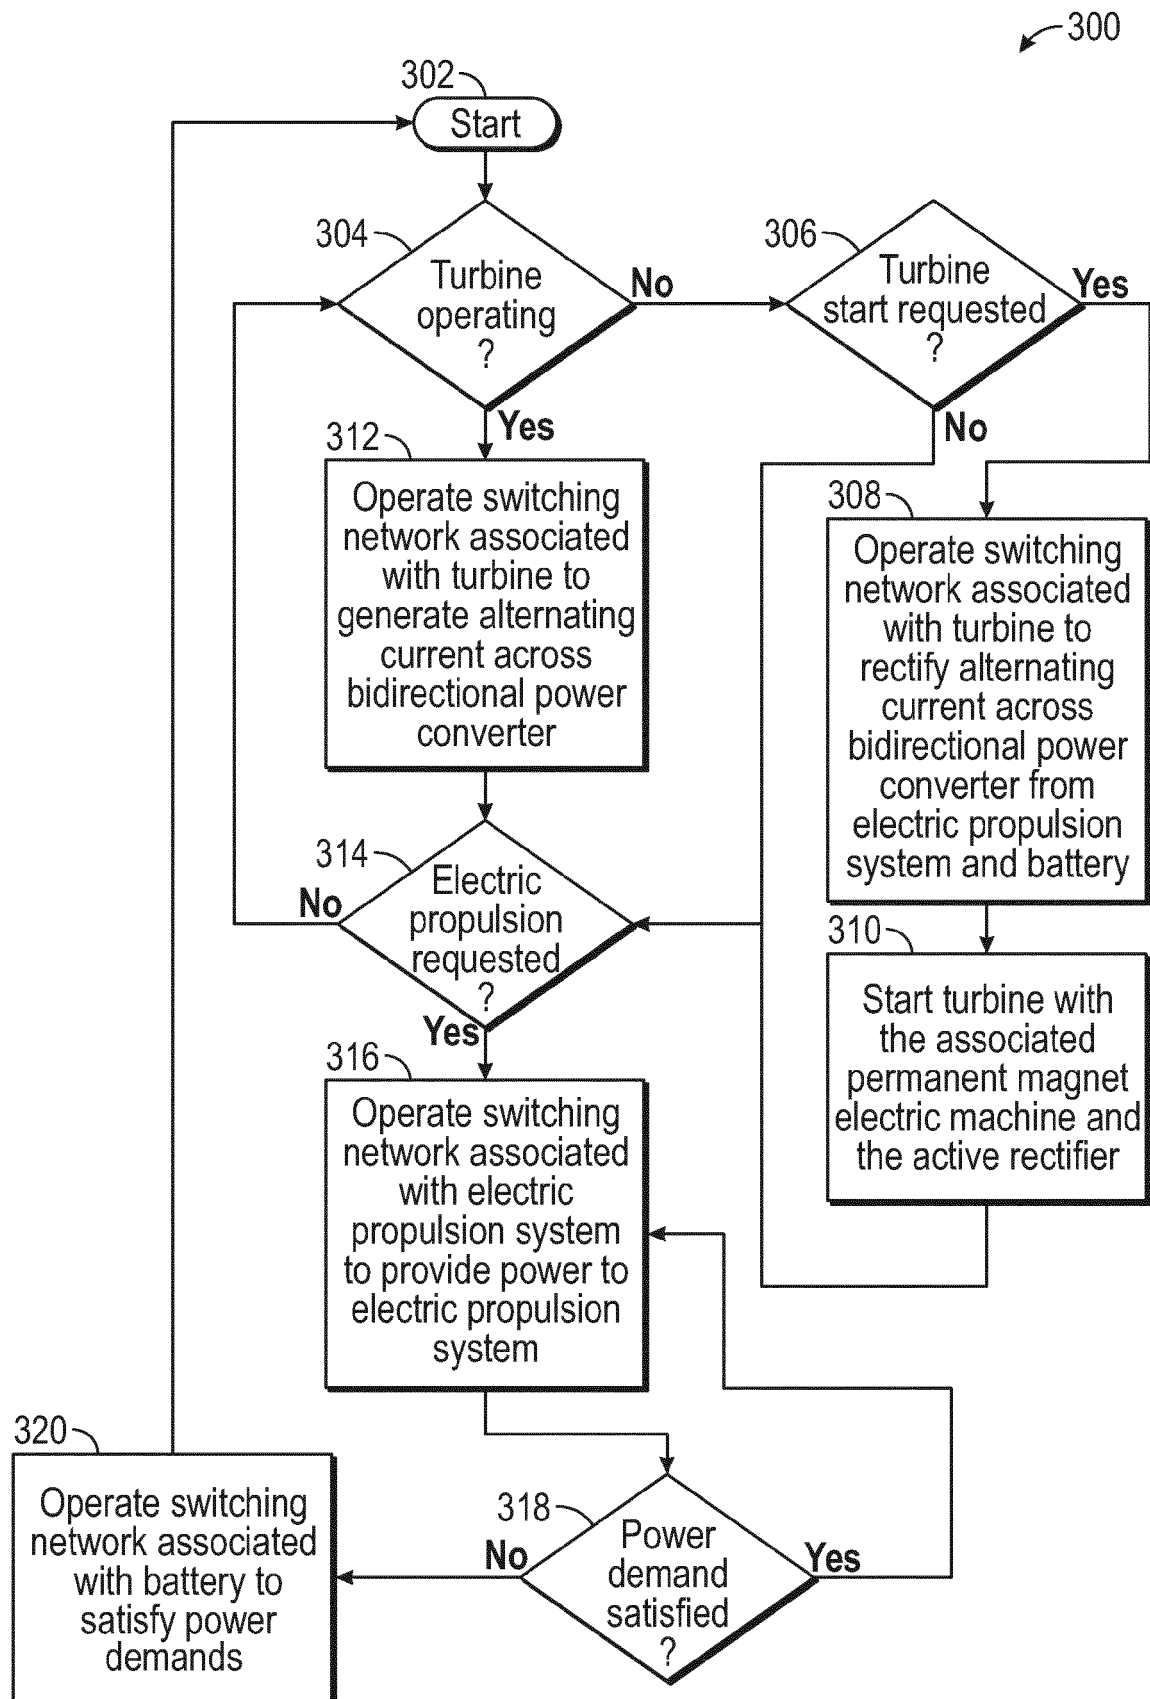 300
302
Start
304
Turbine
operating
?
No
Yes
306
Turbine
start requested
?
Yes
No
312
Operate switching
network associated
with turbine to
generate alternating
current across
bidirectional power
converter
308
Operate switching
network associated
with turbine to
rectify alternating
current across
bidirectional power
converter from
electric propulsion
system and battery
310
Start turbine with
the associated
permanent magnet
electric machine and
the active rectifier
314
Electric
propulsion
requested
?
No
Yes
316
Operate switching
network associated
with electric
propulsion system
to provide power to
electric propulsion
system
318
Power
demand
satisfied
?
No
Yes
320
Operate switching
network associated
with battery to
satisfy power
demands